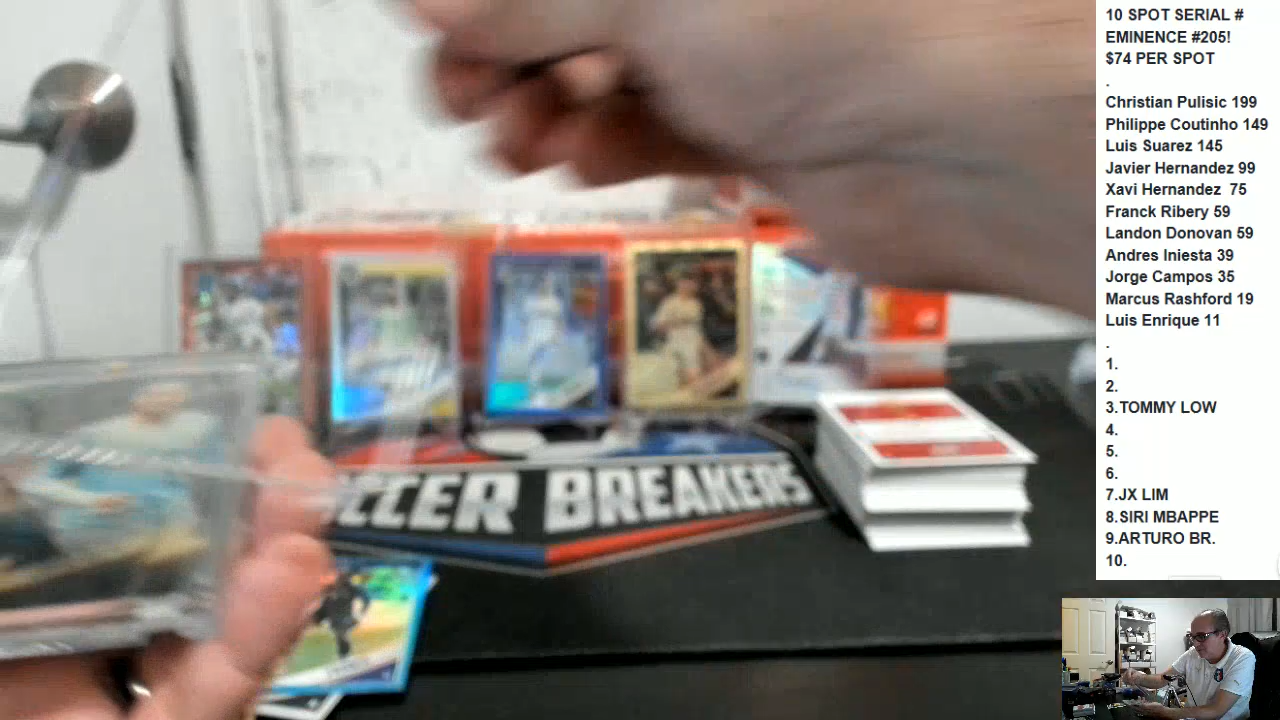 10 SPOT SERIAL #
EMINENCE #205!
$74 PER SPOT
.
Christian Pulisic 199
Philippe Coutinho 149
Luis Suarez 145
Javier Hernandez 99
Xavi Hernandez 75
Franck Ribery 59
Landon Donovan 59
Andres Iniesta 39
Jorge Campos 35
Marcus Rashford 19
Luis Enrique 11
.
1.
2.
3.TOMMY LOW
4.
5.
6.
7.JX LIM
8.SIRI MBAPPE
9.ARTURO BR.
10.
BREAKERS